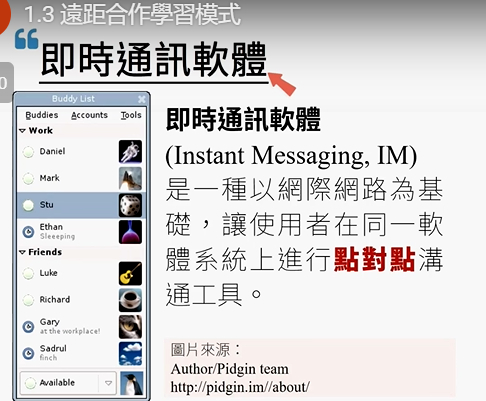 1.3 遠距合作學習模式
“
即時通訊軟體
0
Buddy List
Buddies Accounts Tools
Work
Daniel
Mark
Stu
Ethan
Sleeeping
Friends
Luke
Richard
Gary
at the workplace!
Sadrul
finch
Available
即時通訊軟體
(Instant Messaging, IM)
是一種以網際網路為基
礎，讓使用者在同一軟
體系統上進行點對點溝
通工具。
圖片來源：
Author/Pidgin team
http://pidgin.im//about/